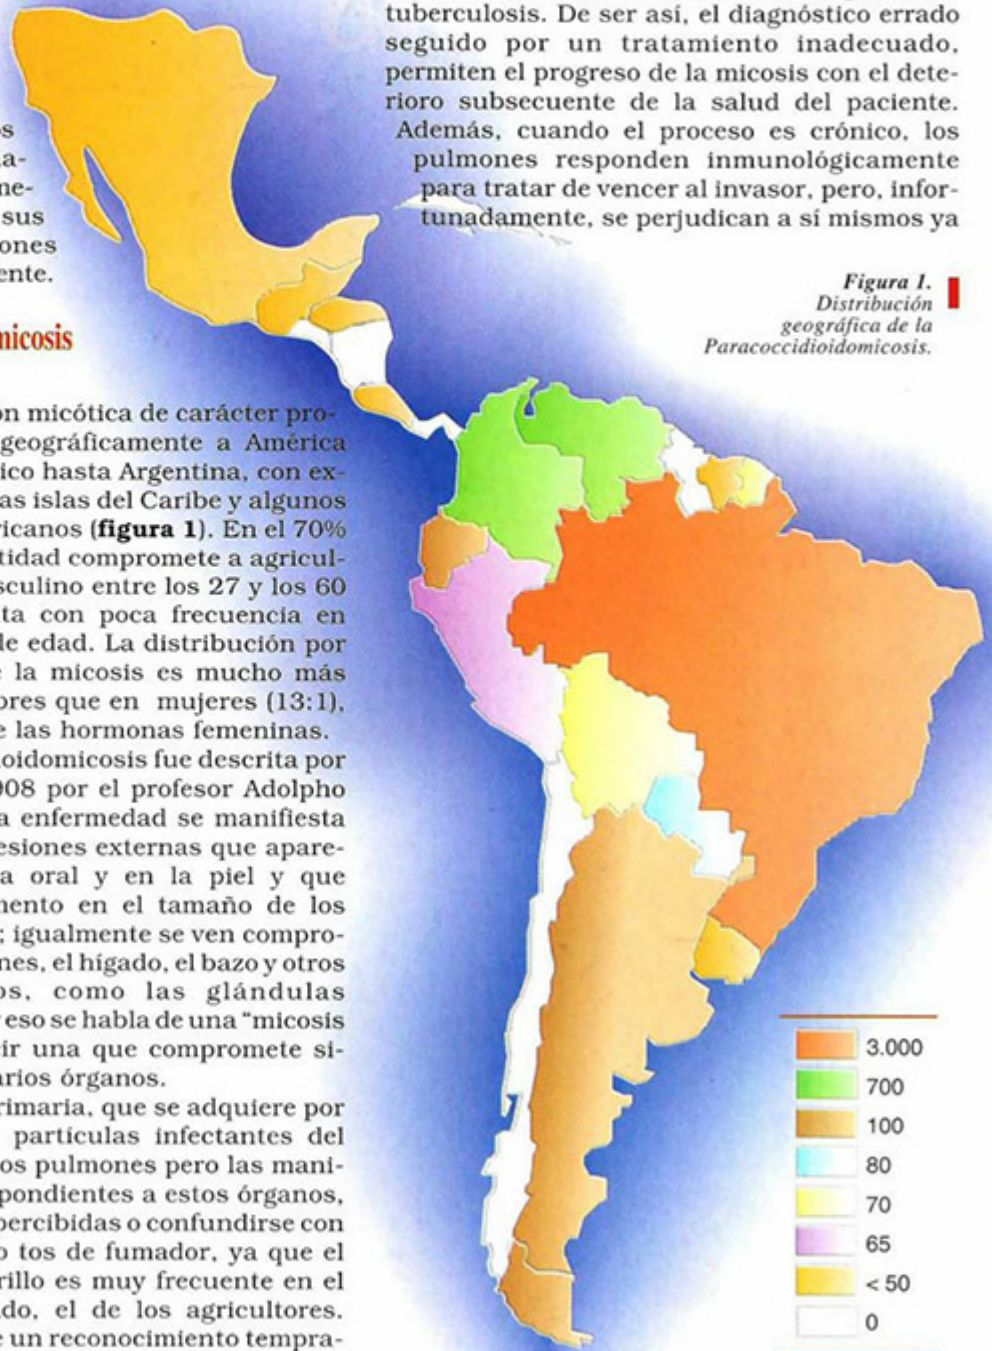 tuberculosis. De ser así, el diagnóstico errado
seguido por un tratamiento inadecuado,
permiten el progreso de la micosis con el dete-
rioro subsecuente de la salud del paciente.
Además, cuando el proceso es crónico, los
pulmones responden inmunológicamente
para tratar de vencer al invasor, pero, infor-
tunadamente, se perjudican a sí mismos ya
s
a-
ne-
sus
ones
ente.
Figura 1.
Distribución
geográfica de la
Paracoccidioidomicosis.
micosis
on micótica de carácter pro-
geográficamente a América
ico hasta Argentina, con ex-
as islas del Caribe y algunos
ricanos (figura 1). En el 70%
tidad compromete a agricul-
sculino entre los 27 y los 60
ta con poca frecuencia en
de edad. La distribución por
e la micosis es mucho más
ores que en mujeres (13:1),
e las hormonas femeninas.
oidomicosis fue descrita por
908 por el profesor Adolpho
a enfermedad se manifiesta
esiones externas que apare-
a oral y en la piel y que
mento en el tamaño de los
; igualmente se ven compro-
nes, el hígado, el bazo y otros
os, como las glándulas
r eso se habla de una "micosis
cir una que compromete si-
arios órganos.
rimaria, que se adquiere por
partículas infectantes del
os pulmones pero las mani-
pondientes a estos órganos,
percibidas o confundirse con
o tos de fumador, ya que el
rillo es muy frecuente en el
do, el de los agricultores.
e un reconocimiento tempra-
3.000
700
100
80
70
65
< 50
0